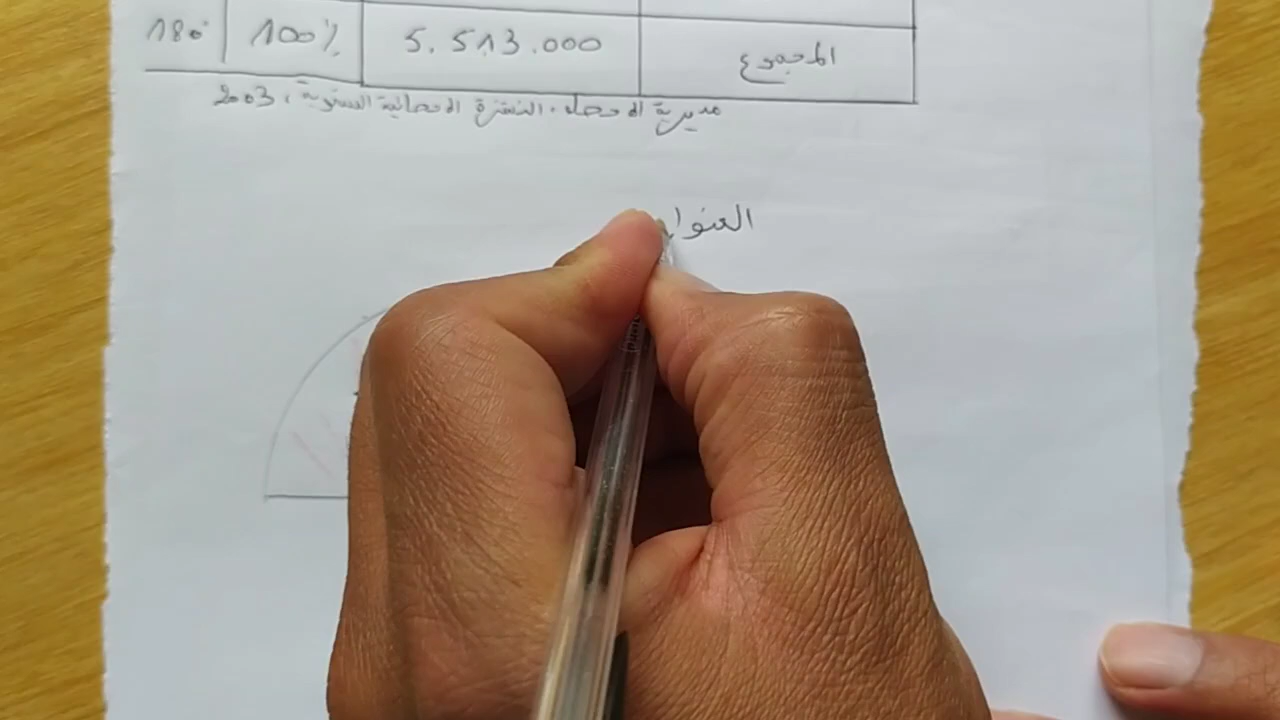 المجموع 5.513.000 100% 180°
مديرية الاحصاء، النشرة الاحصائية السنوية، 2003
العنوا